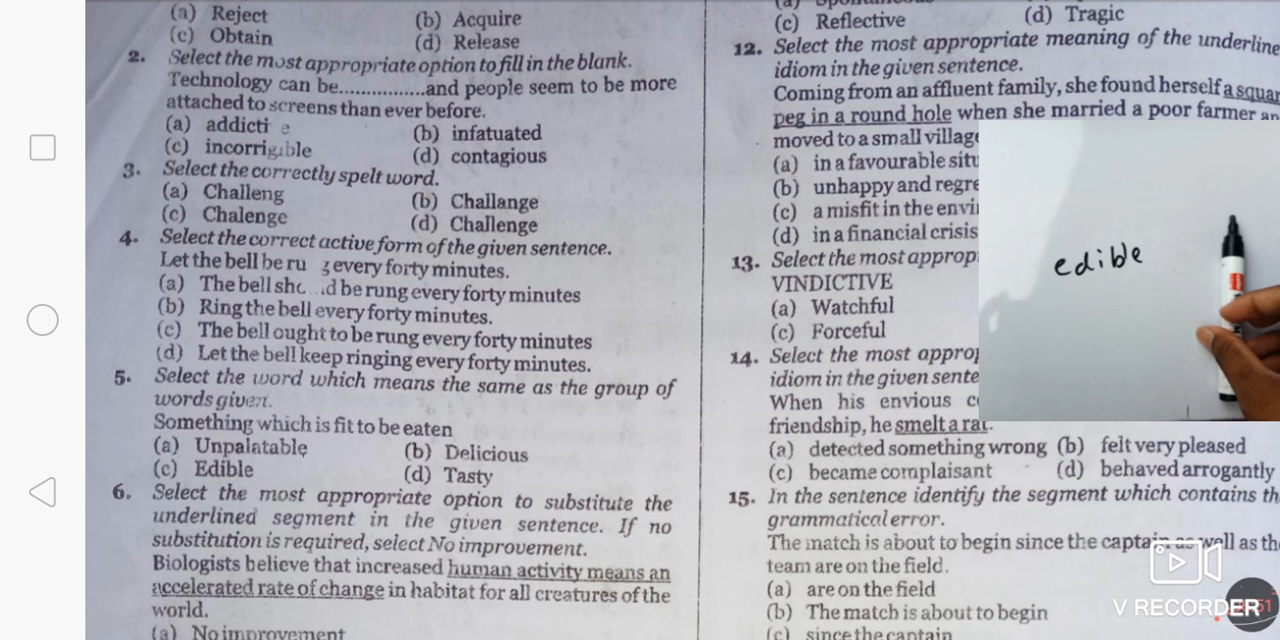 (a) Reject
(b) Acquire
(c) Obtain
(d) Release
2. Select the most appropriate option to fill in the blank.
Technology can be................and people seem to be more
attached to screens than ever before.
(a) addicti e
(b) infatuated
(c) incorrigible
(d) contagious
3. Select the correctly spelt word.
(a) Challeng
(b) Challange
(c) Chalenge
(d) Challenge
4. Select the correct active form of the given sentence.
Let the bell be ru g every forty minutes.
(a) The bell sho d be rung every forty minutes
(b) Ring the bell every forty minutes.
(c) The bell ought to be rung every forty minutes
(d) Let the bell keep ringing every forty minutes.
5. Select the word which means the same as the group of
words given.
Something which is fit to be eaten
(a) Unpalatable
(b) Delicious
(c) Edible
(d) Tasty
6. Select the most appropriate option to substitute the
underlined segment in the given sentence. If no
substitution is required, select No improvement.
Biologists believe that increased human activity means an
accelerated rate of change in habitat for all creatures of the
world.
(a) No improvement
(c) Reflective
(d) Tragic
12. Select the most appropriate meaning of the underline
idiom in the given sentence.
Coming from an affluent family, she found herself a squar
peg in a round hole when she married a poor farmer an
moved to a small village
(a) in a favourable situ
(b) unhappy and regre
(c) a misfit in the envi
(d) in a financial crisis
13. Select the most approp
VINDICTIVE
(a) Watchful
(c) Forceful
14. Select the most approp
idiom in the given sente
When his envious c
friendship, he smelt a rat.
(a) detected something wrong (b) felt very pleased
(c) became complaisant (d) behaved arrogantly
15. In the sentence identify the segment which contains th
grammatical error.
The match is about to begin since the captain as well as th
team are on the field.
(a) are on the field
(b) The match is about to begin
(c) since the captain
edible
V RECORDER